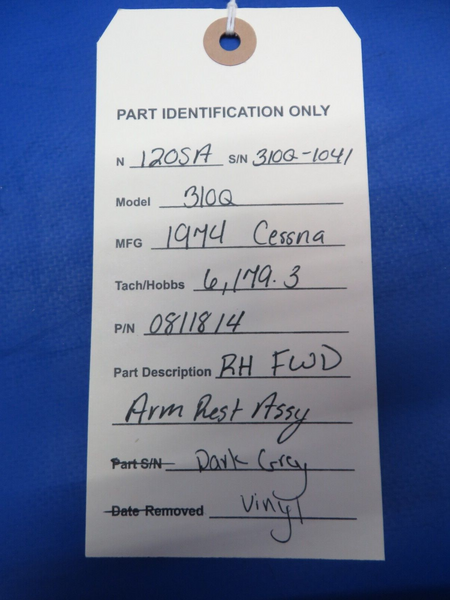 PART IDENTIFICATION ONLY
N 120SA S/N 310Q-1041
Model 310Q
MFG 1974 Cessna
Tach/Hobbs 6,179.3
P/N 0811814
Part Description RH FWD
Arm Rest Assy
Part S/N Dark Grey
Date Removed Vinyl